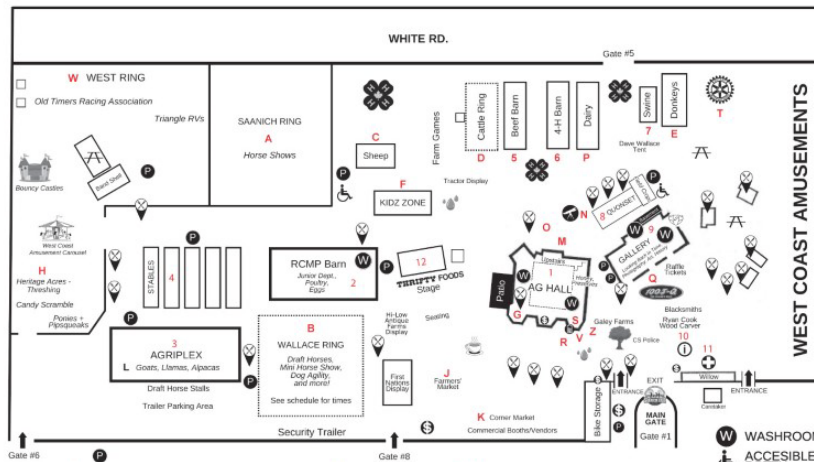 WHITE RD.
Gate #5
W WEST RING
Old Timers Racing Association
Triangle RVs
SAANICH RING
A
Horse Shows
H H
H H
C
Sheep
F
KIDZ ZONE
Farm Games
Tractor Display
Cattle Ring
D
Beef Barn
5
4-H Barn
6
Dairy
P
Swine
7
Donkeys
E
T
Dave Wallace
Tent
WEST COAST AMUSEMENTS
Band Shell
P
Bouncy Castles
West Coast
Amusement Carousel
H
Heritage Acres -
Threshing
Candy Scramble
Ponies +
Pipsqueaks
STABLES
4
RCMP Barn
Junior Dept.,
Poultry,
Eggs
2
W
P
12
THRIFTY FOODS
Stage
Seating
N
O
M
8 QUONSET
9
GALLERY
Q
Raffle
Tickets
Upstairs
1
AG HALL
Patio
G
S
R V Z
Galey Farms
CS Police
Blacksmiths
Ryan Cook
Wood Carver
10
11
3
AGRIPLEX
L Goats, Llamas, Alpacas
Draft Horse Stalls
Trailer Parking Area
B
WALLACE RING
Draft Horses,
Mini Horse Show,
Dog Agility,
and more!
See schedule for times
Hi-Low
Antique
Farms
Display
First
Nations
Display
J
Farmers'
Market
K Corner Market
Commercial Booths/Vendors
Bike Storage
ENTRANCE
EXIT
MAIN
GATE
Gate #1
Willow
ENTRANCE
Caretaker
Security Trailer
Gate #6
P
Gate #8
W WASHROOM
ACCESIBLE